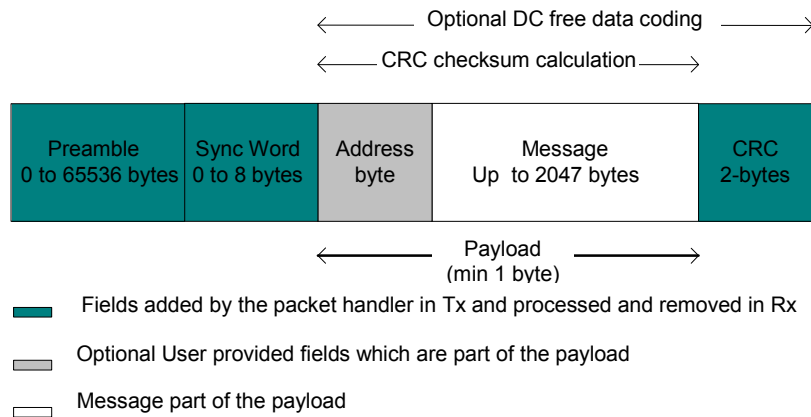 Optional DC free data coding
CRC checksum calculation
Preamble
0 to 65536 bytes
Sync Word
0 to 8 bytes
Address
byte
Message
Up to 2047 bytes
CRC
2-bytes
Payload
(min 1 byte)
Fields added by the packet handler in Tx and processed and removed in Rx
Optional User provided fields which are part of the payload
Message part of the payload